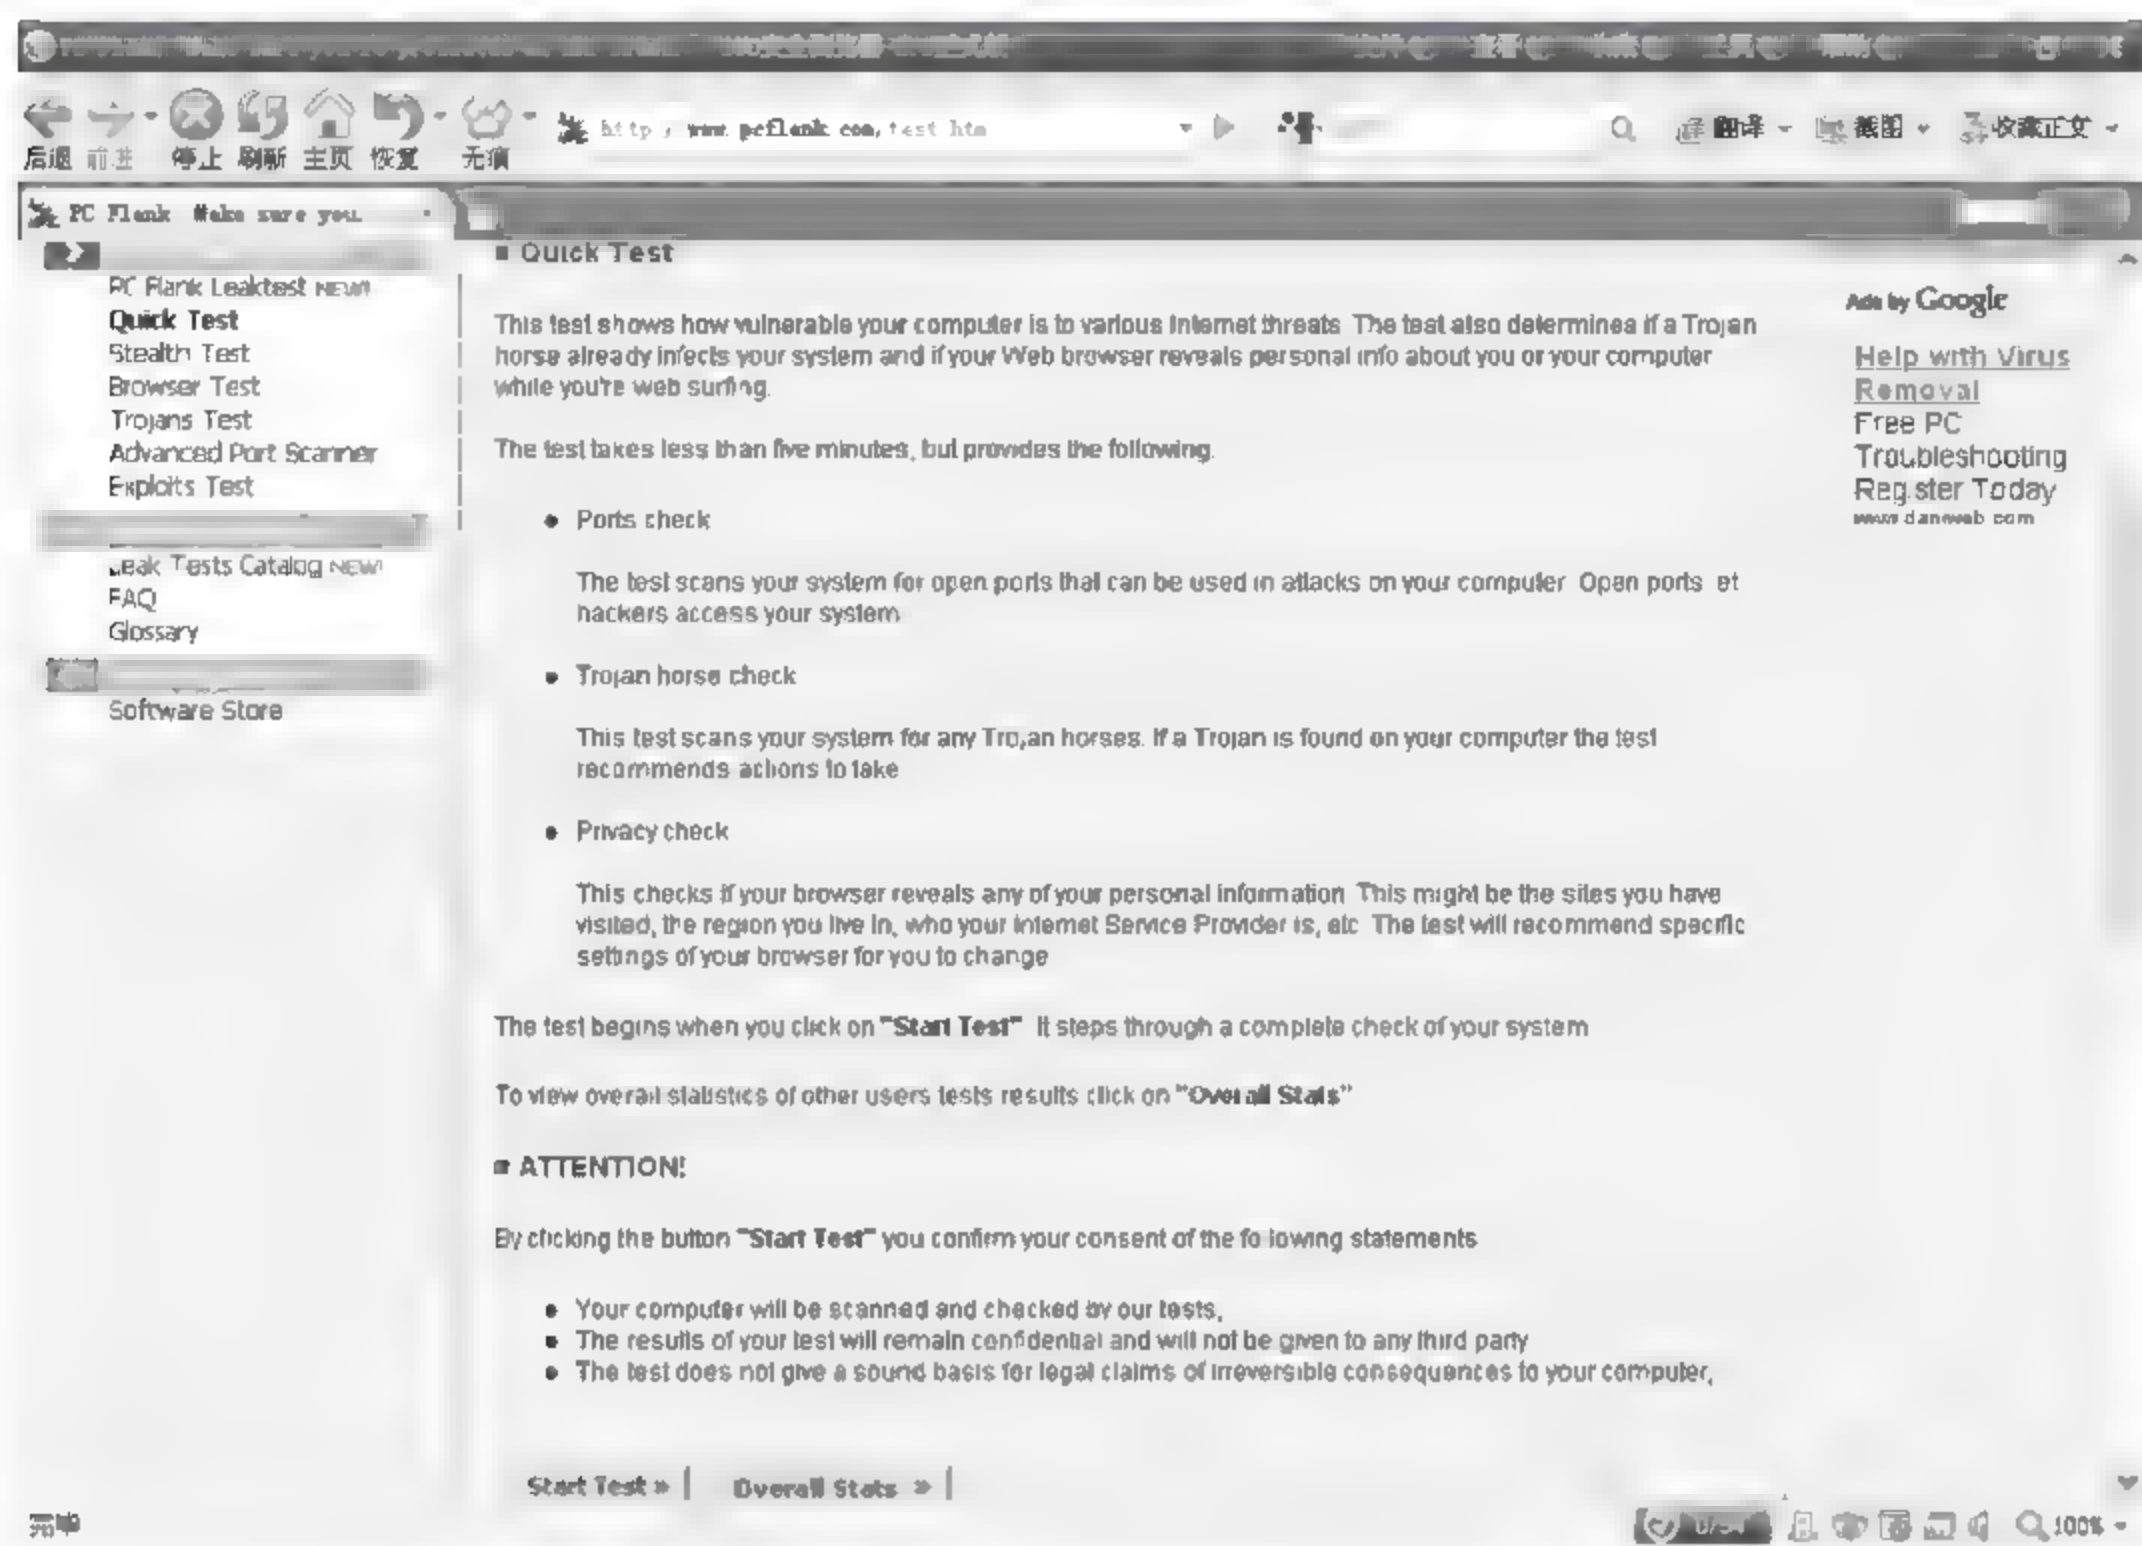 后退 前进 停止 刷新 主页 恢复 无痕
http www pcflank com/test htm
翻译 截图 收藏正文
PC Flank Make sure you.
PC Flank Leaktest NEW!
Quick Test
Stealth Test
Browser Test
Trojans Test
Advanced Port Scanner
Exploits Test
Leak Tests Catalog NEW!
FAQ
Glossary
Software Store
Quick Test
This test shows how vulnerable your computer is to various Internet threats The test also determines if a Trojan
horse already infects your system and if your Web browser reveals personal info about you or your computer
while you're web surfing.
The test takes less than five minutes, but provides the following.
• Ports check
The test scans your system for open ports that can be used in attacks on your computer Open ports let
hackers access your system
• Trojan horse check
This test scans your system for any Trojan horses. If a Trojan is found on your computer the test
recommends actions to take
• Privacy check
This checks if your browser reveals any of your personal information This might be the sites you have
visited, the region you live in, who your Internet Service Provider is, etc The test will recommend specific
settings of your browser for you to change
The test begins when you click on "Start Test" It steps through a complete check of your system
To view overall statistics of other users tests results click on "Overall Stats"
ATTENTION!
By clicking the button "Start Test" you confirm your consent of the following statements
• Your computer will be scanned and checked by our tests,
• The results of your test will remain confidential and will not be given to any third party
• The test does not give a sound basis for legal claims of irreversible consequences to your computer,
Start Test » Overall Stats »
Ads by Google
Help with Virus
Removal
Free PC
Troubleshooting
Register Today
www daniweb com
完毕
100%